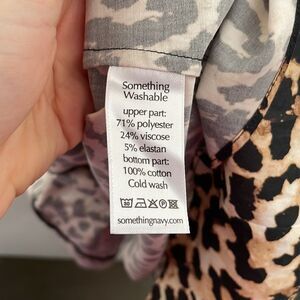 Something
Washable
upper part:
71% polyester
24% viscose
5% elastan
bottom part:
100% cotton
Cold wash
somethingnavy.com